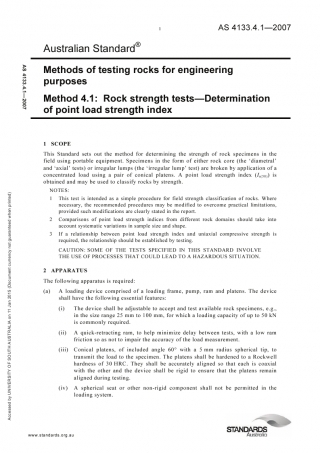 1
AS 4133.4.1—2007
Australian Standard®
Methods of testing rocks for engineering
purposes
Method 4.1: Rock strength tests—Determination
of point load strength index
1 SCOPE
This Standard sets out the method for determining the strength of rock specimens in the
field using portable equipment. Specimens in the form of either rock core (the 'diametral'
and 'axial' tests) or irregular lumps (the 'irregular lump' test) are broken by application of a
concentrated load using a pair of conical platens. A point load strength index (Is(50)) is
obtained and may be used to classify rocks by strength.
NOTES:
1 This test is intended as a simple procedure for field strength classification of rocks. Where
necessary, the recommended procedures may be modified to overcome practical limitations,
provided such modifications are clearly stated in the report.
2 Comparisons of point load strength indices from different rock domains should take into
account systematic variations in sample size and shape.
3 If a relationship between point load strength index and uniaxial compressive strength is
required, the relationship should be established by testing.
CAUTION: SOME OF THE TESTS SPECIFIED IN THIS STANDARD INVOLVE
THE USE OF PROCESSES THAT COULD LEAD TO A HAZARDOUS SITUATION.
2 APPARATUS
The following apparatus is required:
(a) A loading device comprised of a loading frame, pump, ram and platens. The device
shall have the following essential features:
(i) The device shall be adjustable to accept and test available rock specimens, e.g.,
in the size range 25 mm to 100 mm, for which a loading capacity of up to 50 kN
is commonly required.
(ii) A quick-retracting ram, to help minimize delay between tests, with a low ram
friction so as not to impair the accuracy of the load measurement.
(iii) Conical platens, of included angle 60° with a 5 mm radius spherical tip, to
transmit the load to the specimen. The platens shall be hardened to a Rockwell
hardness of 30 HRC. They shall be accurately aligned so that each is coaxial
with the other and the device shall be rigid to ensure that the platens remain
aligned during testing.
(iv) A spherical seat or other non-rigid component shall not be permitted in the
loading system.
www.standards.org.au
STANDARDS
Australia
AS 4133.4.1—2007
Accessed by UNIVERSITY OF SOUTH AUSTRALIA on 11 Jan 2015 (Document currency not guaranteed when printed)